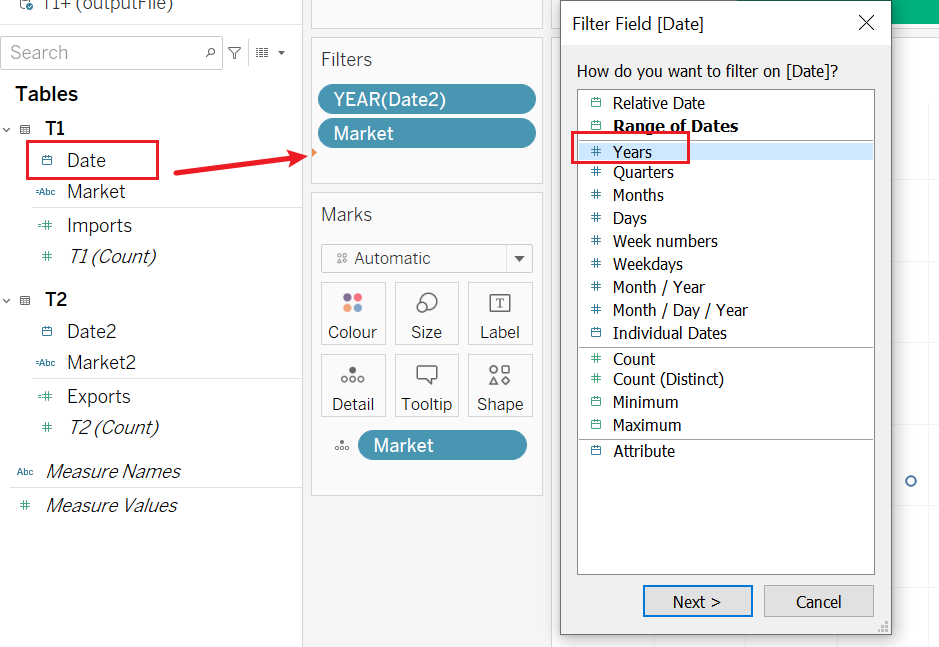 T1+ (outputFile)
Search
Tables
T1
Date
Abc Market
Imports
T1 (Count)
T2
Date2
Abc Market2
Exports
T2 (Count)
Abc Measure Names
Measure Values
Filters
YEAR(Date2)
Market
Marks
Automatic
Colour
Size
T
Label
Detail
Tooltip
Shape
Market
Filter Field [Date]
How do you want to filter on [Date]?
Relative Date
Range of Dates
Years
Quarters
Months
Days
Week numbers
Weekdays
Month / Year
Month / Day / Year
Individual Dates
Count
Count (Distinct)
Minimum
Maximum
Attribute
Next >
Cancel